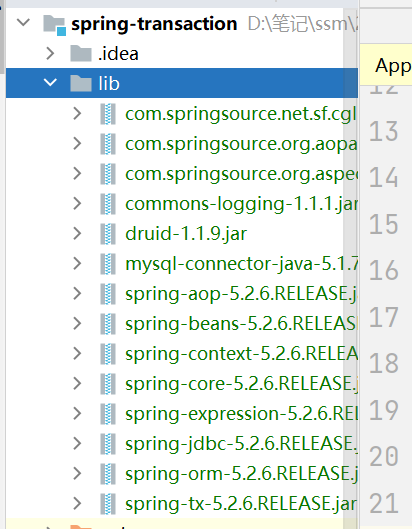 spring-transaction D:\笔记\ssm\
.idea
lib
App
com.springsource.net.sf.cgl
com.springsource.org.aopa
com.springsource.org.aspec
commons-logging-1.1.1.jar
druid-1.1.9.jar
mysql-connector-java-5.1.7
spring-aop-5.2.6.RELEASE.j
spring-beans-5.2.6.RELEAS
spring-context-5.2.6.RELEA
spring-core-5.2.6.RELEASE.j
spring-expression-5.2.6.REL
spring-jdbc-5.2.6.RELEASE.
spring-orm-5.2.6.RELEASE.j
spring-tx-5.2.6.RELEASE.jar
12
13
14
15
16
17
18
19
20
21